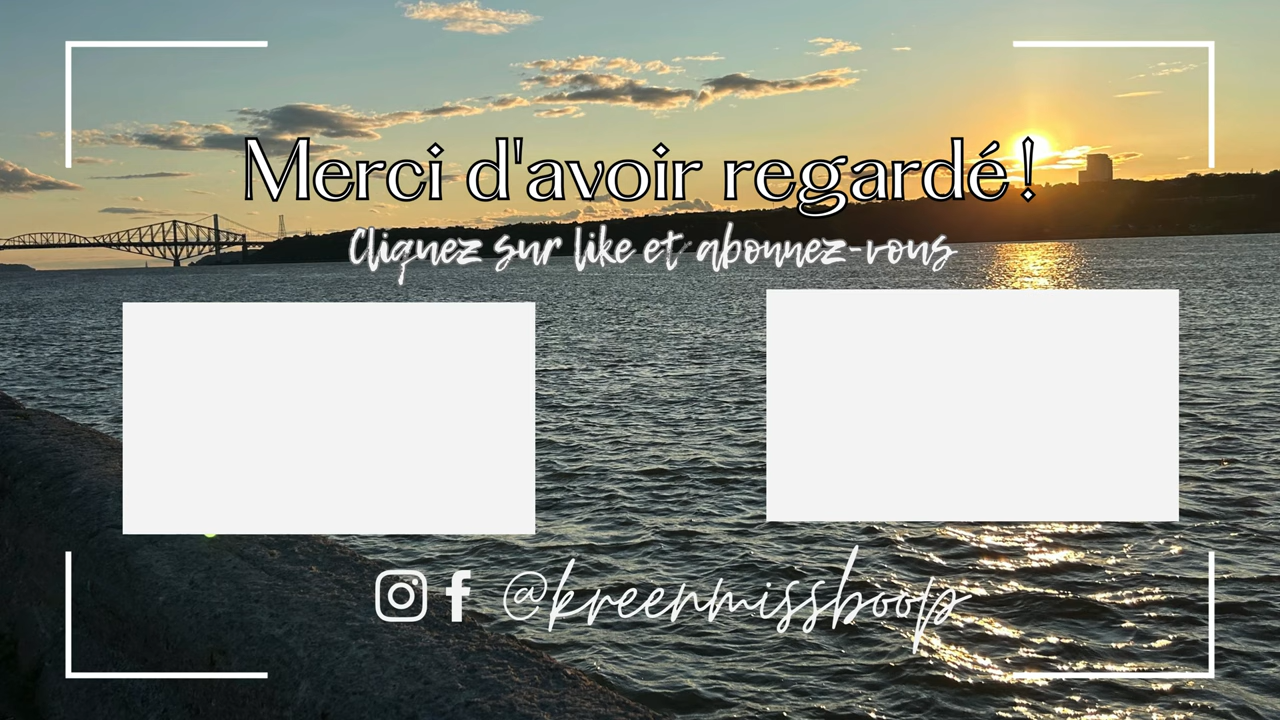 Merci d'avoir regardé !
Cliquez sur like et abonnez-vous
@kreenmissboop